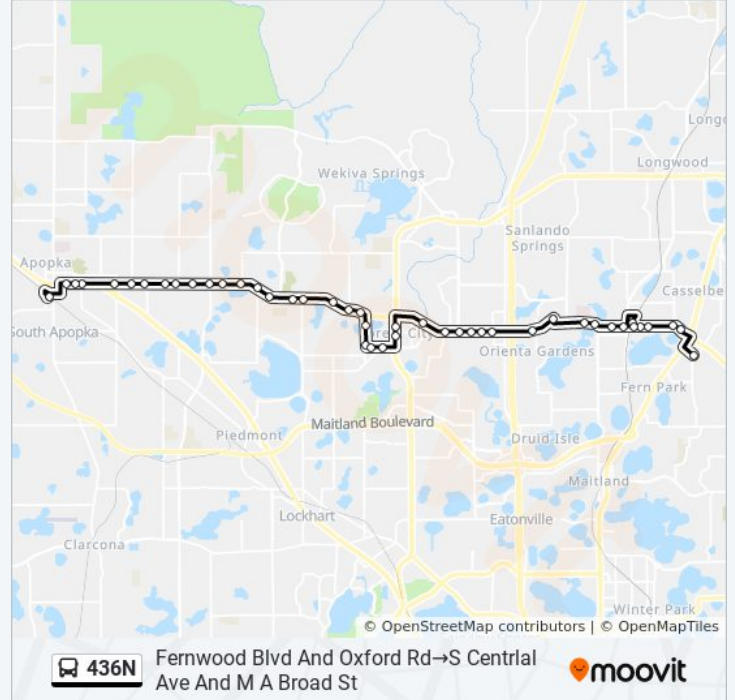 Longw
Longwood
Wekiva Springs
Sanlando
Springs
Apopka
Casselbe
South Apopka
City
Orienta Gardens
Fern Park
Maitland Boulevard
Piedmont
Druid Isle
Maitland
Lockhart
Eatonville
Clarcona
Winter Park
© OpenStreetMap contributors | © OpenMapTiles
436N
Fernwood Blvd And Oxford Rd→S Centrlal
Ave And M A Broad St
moovit